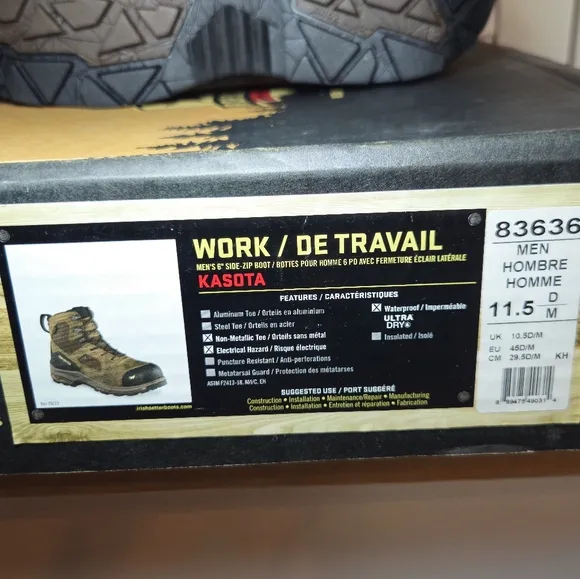 WORK / DE TRAVAIL
MEN'S 6" SIDE-ZIP BOOT / BOTTES POUR HOMME 6 PO AVEC FERMETURE ÉCLAIR LATÉRALE
KASOTA
FEATURES / CARACTÉRISTIQUES
Aluminum Toe / Orteils en aluminium
Steel Toe / Orteils en acier
Non-Metallic Toe / Orteils sans métal
Electrical Hazard / Risque électrique
Puncture Resistant / Anti-perforations
Metatarsal Guard / Protection des métatarses
ASTM F2413-18, M/I/C, EH
Waterproof / Imperméable
ULTRA
DRY
Insulated / Isolé
SUGGESTED USE / PORT SUGGÉRÉ
Construction • Installation • Maintenance/Repair • Manufacturing
Construction • Installation • Entretien et réparation • Fabrication
irishsetterboots.com
83636
MEN
HOMBRE
HOMME
11.5 D/M
UK 10.5D/M
EU 45D/M
CM 29.5D/M KH